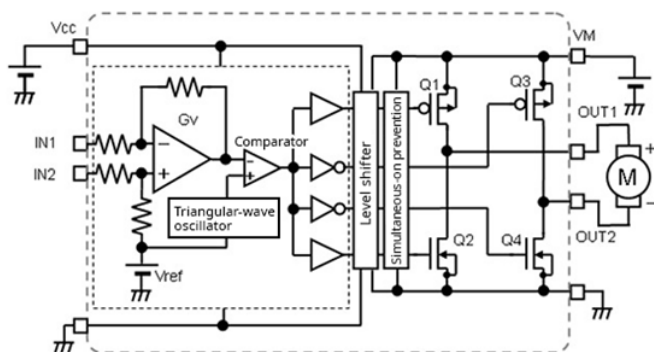 Vcc
VM
Q1
Q3
Gv
OUT1
IN1
Comparator
Level shifter
Simultaneous-on prevention
+
−
−
M
IN2
+
+
−
Triangular-wave
oscillator
Q2
Q4
OUT2
Vref